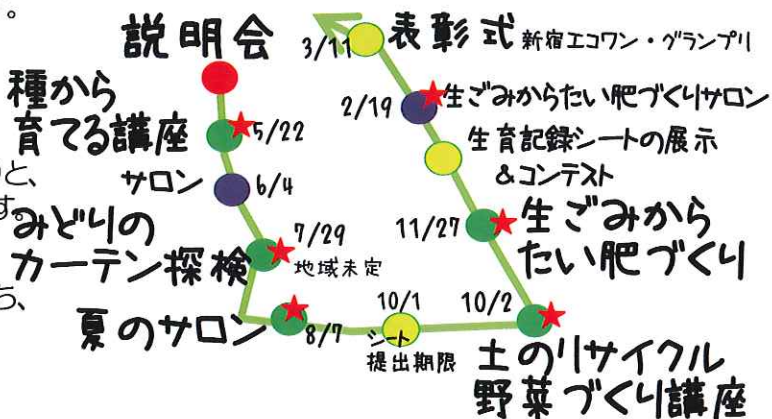 。
説明会
種から
育てる講座
5/22
と、
サロン
6/4
す。
みどりの
カーテン探検
7/29
地域未定
ち、
夏のサロン
8/7
10/1
シート
提出期限
10/2
土のリサイクル
野菜づくり講座
11/27
生ごみから
たい肥づくり
生育記録シートの展示
&コンテスト
2/19
生ごみからたい肥づくりサロン
3/11
表彰式 新宿エコワン・グランプリ